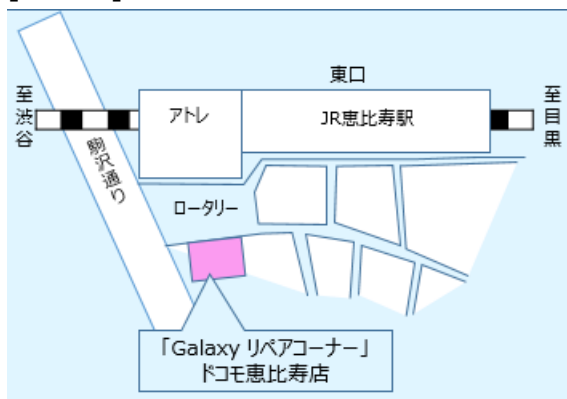 東口
至渋谷
アトレ
JR恵比寿駅
至目黒
駒沢通り
ロータリー
「Galaxy リペアコーナー」
ドコモ恵比寿店